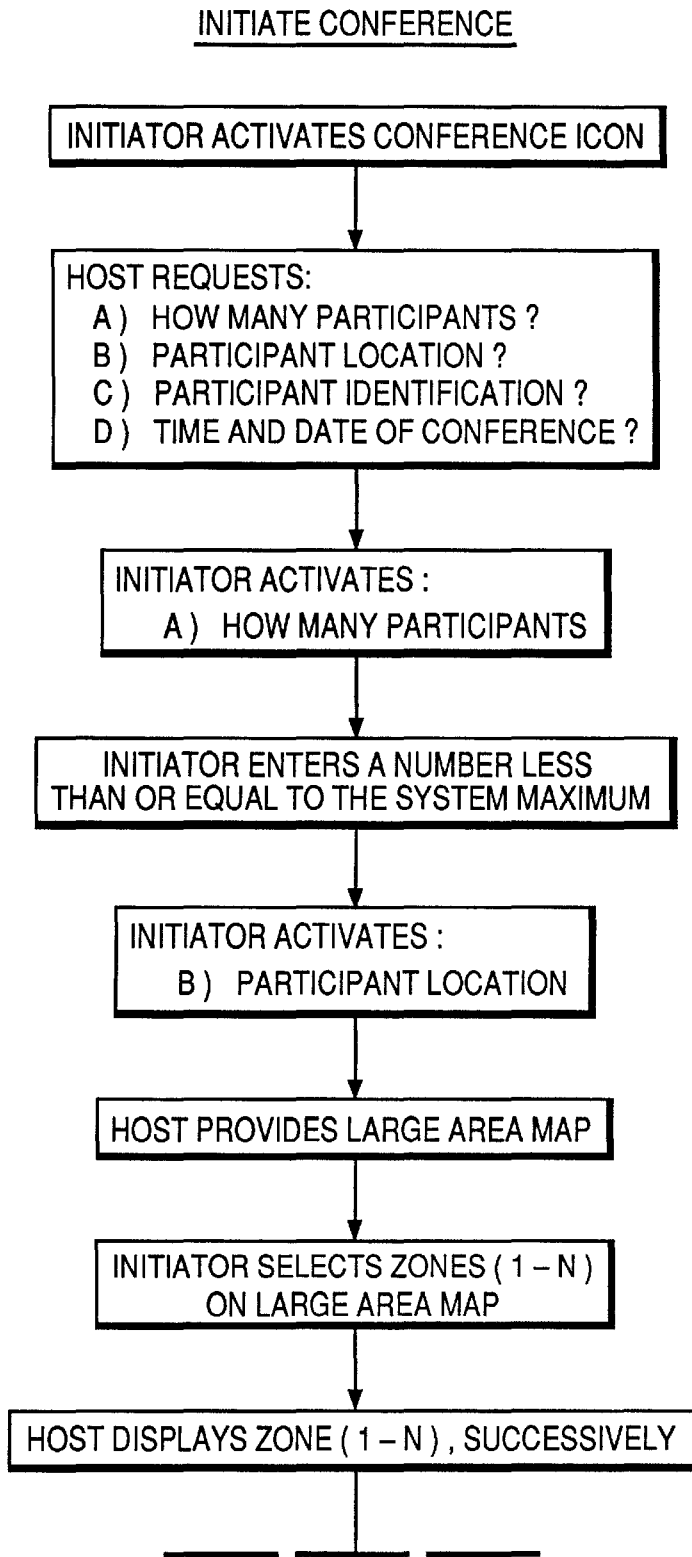 INITIATE CONFERENCE
INITIATOR ACTIVATES CONFERENCE ICON
HOST REQUESTS:
A ) HOW MANY PARTICIPANTS ?
B ) PARTICIPANT LOCATION ?
C ) PARTICIPANT IDENTIFICATION ?
D ) TIME AND DATE OF CONFERENCE ?
INITIATOR ACTIVATES :
A ) HOW MANY PARTICIPANTS
INITIATOR ENTERS A NUMBER LESS
THAN OR EQUAL TO THE SYSTEM MAXIMUM
INITIATOR ACTIVATES :
B ) PARTICIPANT LOCATION
HOST PROVIDES LARGE AREA MAP
INITIATOR SELECTS ZONES ( 1 – N )
ON LARGE AREA MAP
HOST DISPLAYS ZONE ( 1 – N ) , SUCCESSIVELY